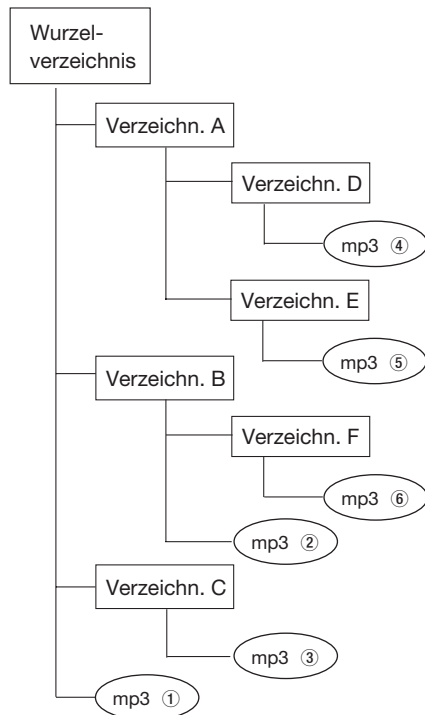 Wurzel-
verzeichnis
Verzeichn. A
Verzeichn. D
mp3 ④
Verzeichn. E
mp3 ⑤
Verzeichn. B
Verzeichn. F
mp3 ⑥
mp3 ②
Verzeichn. C
mp3 ③
mp3 ①